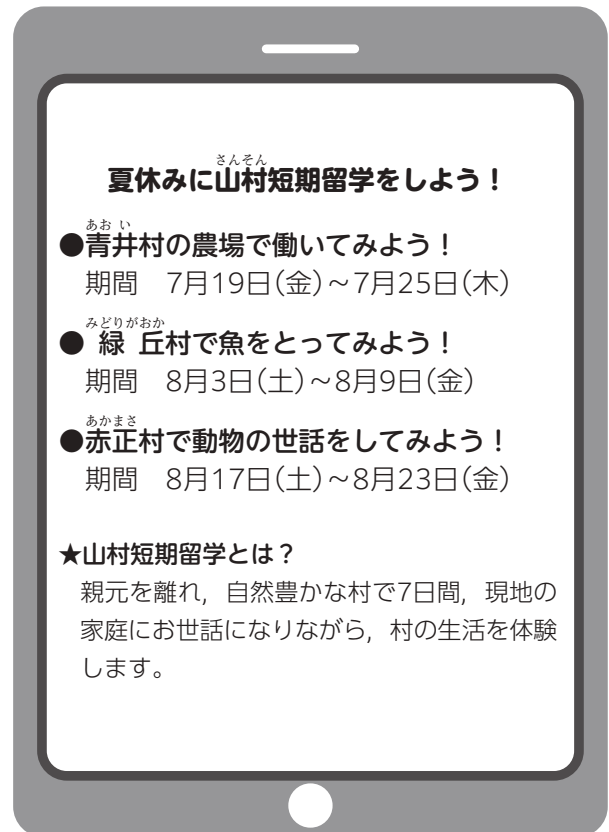 夏休みに山村短期留学をしよう！
さんそん
●青井村の農場で働いてみよう！
あおい
期間　7月19日(金)～7月25日(木)
●緑丘村で魚をとってみよう！
みどりがおか
期間　8月3日(土)～8月9日(金)
●赤正村で動物の世話をしてみよう！
あかまさ
期間　8月17日(土)～8月23日(金)
★山村短期留学とは？
親元を離れ，自然豊かな村で7日間，現地の
家庭にお世話になりながら，村の生活を体験
します。